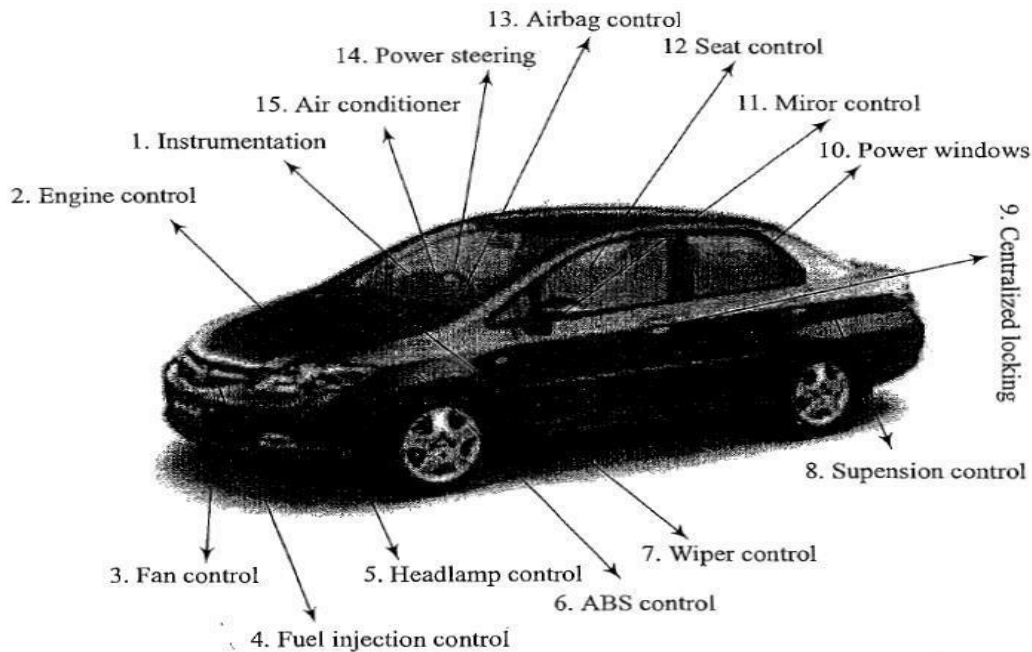 13. Airbag control
14. Power steering
12 Seat control
15. Air conditioner
11. Miror control
1. Instrumentation
10. Power windows
2. Engine control
9. Centralized locking
8. Supension control
7. Wiper control
3. Fan control
5. Headlamp control
6. ABS control
4. Fuel injection control